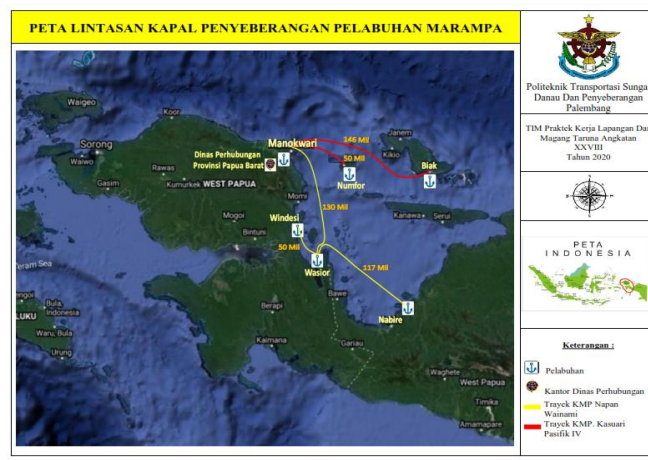 PETA LINTASAN KAPAL PENYEBERANGAN PELABUHAN MARAMPA
Waigeo
Koor
Sorong
Waiwo
Rawas
Gasim
Kumurkek
WEST PAPUA
Manokwari
Dinas Perhubungan
Provinsi Papua Barat
146 Mil
Janem
50 Mil
Kikio
Biak
Numfor
Momi
130 Mil
Mogoi
Windesi
Kanawa
Serui
Bintuni
50 Mil
Wasior
117 Mil
eram Sea
Bula,
Indonesia
LUKU
Waru, Bula
Urung
Bawe
Berapi
Nabire
Kaimana
Gariau
Waghete
West Papua
Timika
Amamapare
Politeknik Transportasi Sunga
Danau Dan Penyeberangan
Palembang
TIM Praktek Kerja Lapangan Dan
Magang Taruna Angkatan
XXVIII
Tahun 2020
PETA
INDONESIA
Keterangan :
Pelabuhan
Kantor Dinas Perhubungan
Trayek KMP Napan
Wainami
Trayek KMP. Kasuari
Pasifik IV